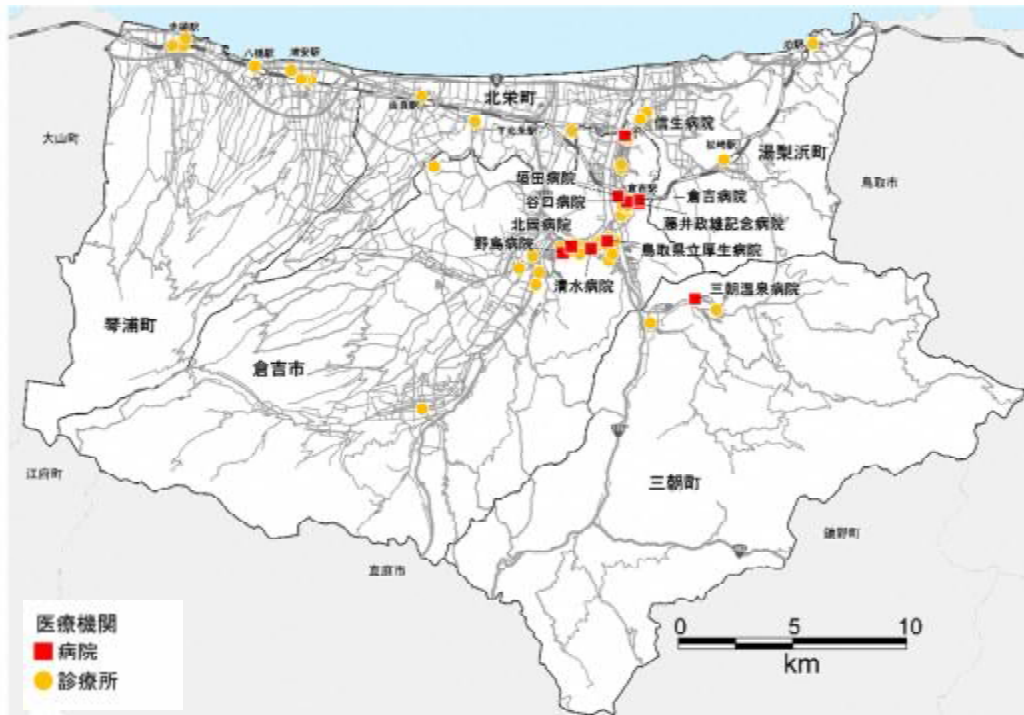 赤碕駅
八橋駅
浦安駅
由良駅
北栄町
下北条駅
泊駅
大山町
信生病院
松崎駅
湯梨浜町
鳥取市
垣田病院
倉吉駅
谷口病院
倉吉病院
北岡病院
藤井政雄記念病院
野島病院
鳥取県立厚生病院
清水病院
三朝温泉病院
琴浦町
倉吉市
江府町
三朝町
鏡野町
真庭市
医療機関
病院
診療所
0 5 10
km